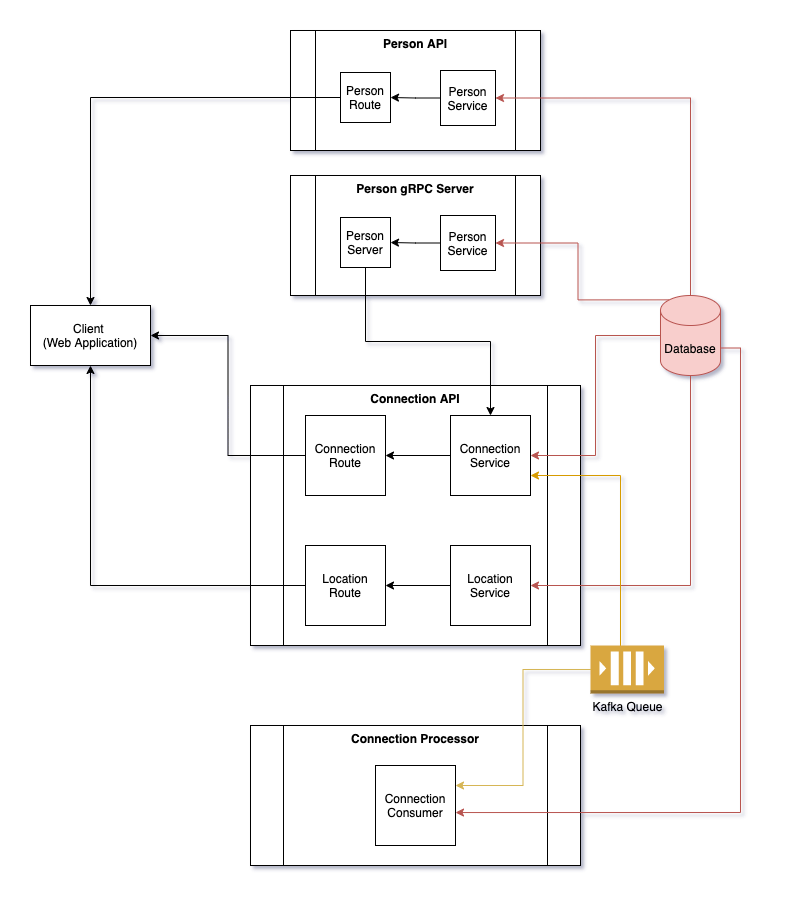 Person API
Person
Route
Person
Service
Person gRPC Server
Person
Server
Person
Service
Client
(Web Application)
Database
Connection API
Connection
Route
Connection
Service
Location
Route
Location
Service
Kafka Queue
Connection Processor
Connection
Consumer